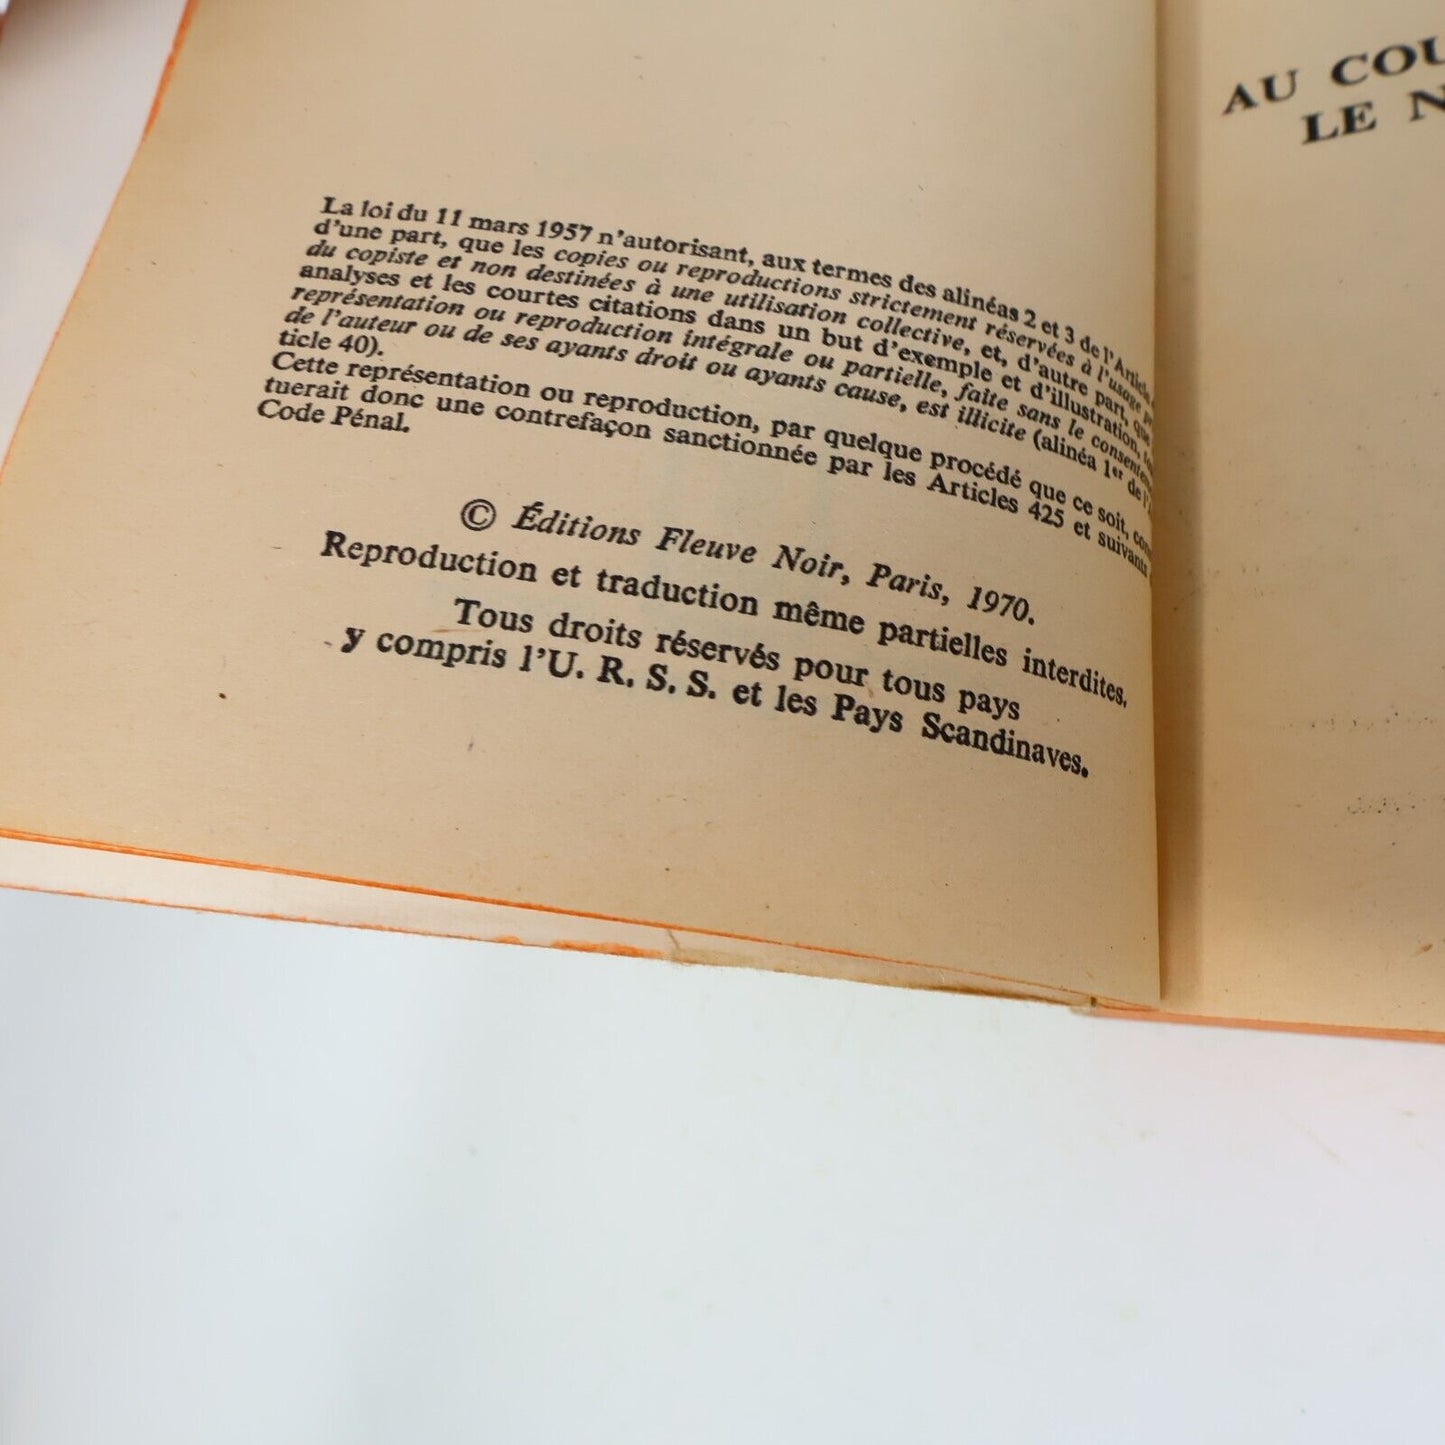 La loi du 11 mars 1957 n'autorisant, aux termes des alinéas 2 et 3 de l'Article
d'une part, que les copies ou reproductions strictement réservées à l'usage
du copiste et non destinées à une utilisation collective, et, d'autre part, que
analyses et les courtes citations dans un but d'exemple et d'illustration,
représentation ou reproduction intégrale ou partielle, faite sans le
de l'auteur ou de ses ayants droit ou ayants cause, est illicite (alinéa 1er de
ticle 40).
Cette représentation ou reproduction, par quelque procédé que ce soit,
tuerait donc une contrefaçon sanctionnée par les Articles 425 et suivants
Code Pénal.
© Éditions Fleuve Noir, Paris, 1970.
Reproduction et traduction même partielles interdites.
Tous droits réservés pour tous pays
y compris l'U. R. S. S. et les Pays Scandinaves.
AU COU
LE N